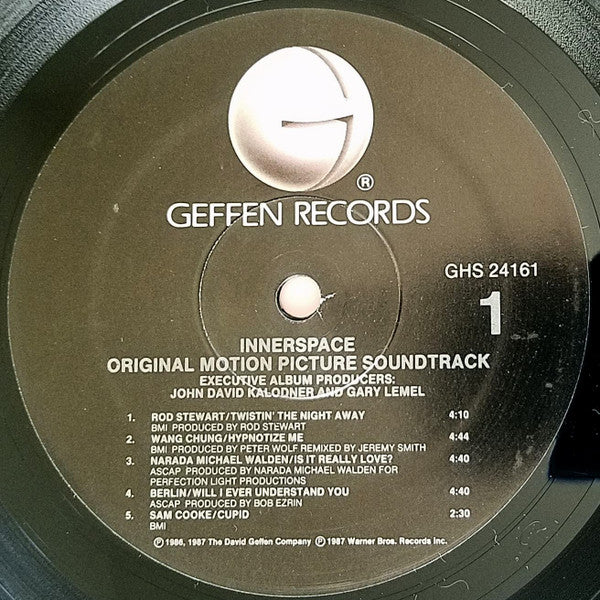 G
®
GEFFEN RECORDS
GHS 24161
1
INNERSPACE
ORIGINAL MOTION PICTURE SOUNDTRACK
EXECUTIVE ALBUM PRODUCERS:
JOHN DAVID KALODNER AND GARY LEMEL
1. ROD STEWART/TWISTIN' THE NIGHT AWAY 4:10
BMI PRODUCED BY ROD STEWART
2. WANG CHUNG/HYPNOTIZE ME 4:44
BMI PRODUCED BY PETER WOLF REMIXED BY JEREMY SMITH
3. NARADA MICHAEL WALDEN/IS IT REALLY LOVE? 4:40
ASCAP PRODUCED BY NARADA MICHAEL WALDEN FOR
PERFECTION LIGHT PRODUCTIONS
4. BERLIN/WILL I EVER UNDERSTAND YOU 4:40
ASCAP PRODUCED BY BOB EZRIN
5. SAM COOKE/CUPID 2:30
BMI
℗ 1986, 1987 The David Geffen Company ℗ 1987 Warner Bros. Records Inc.